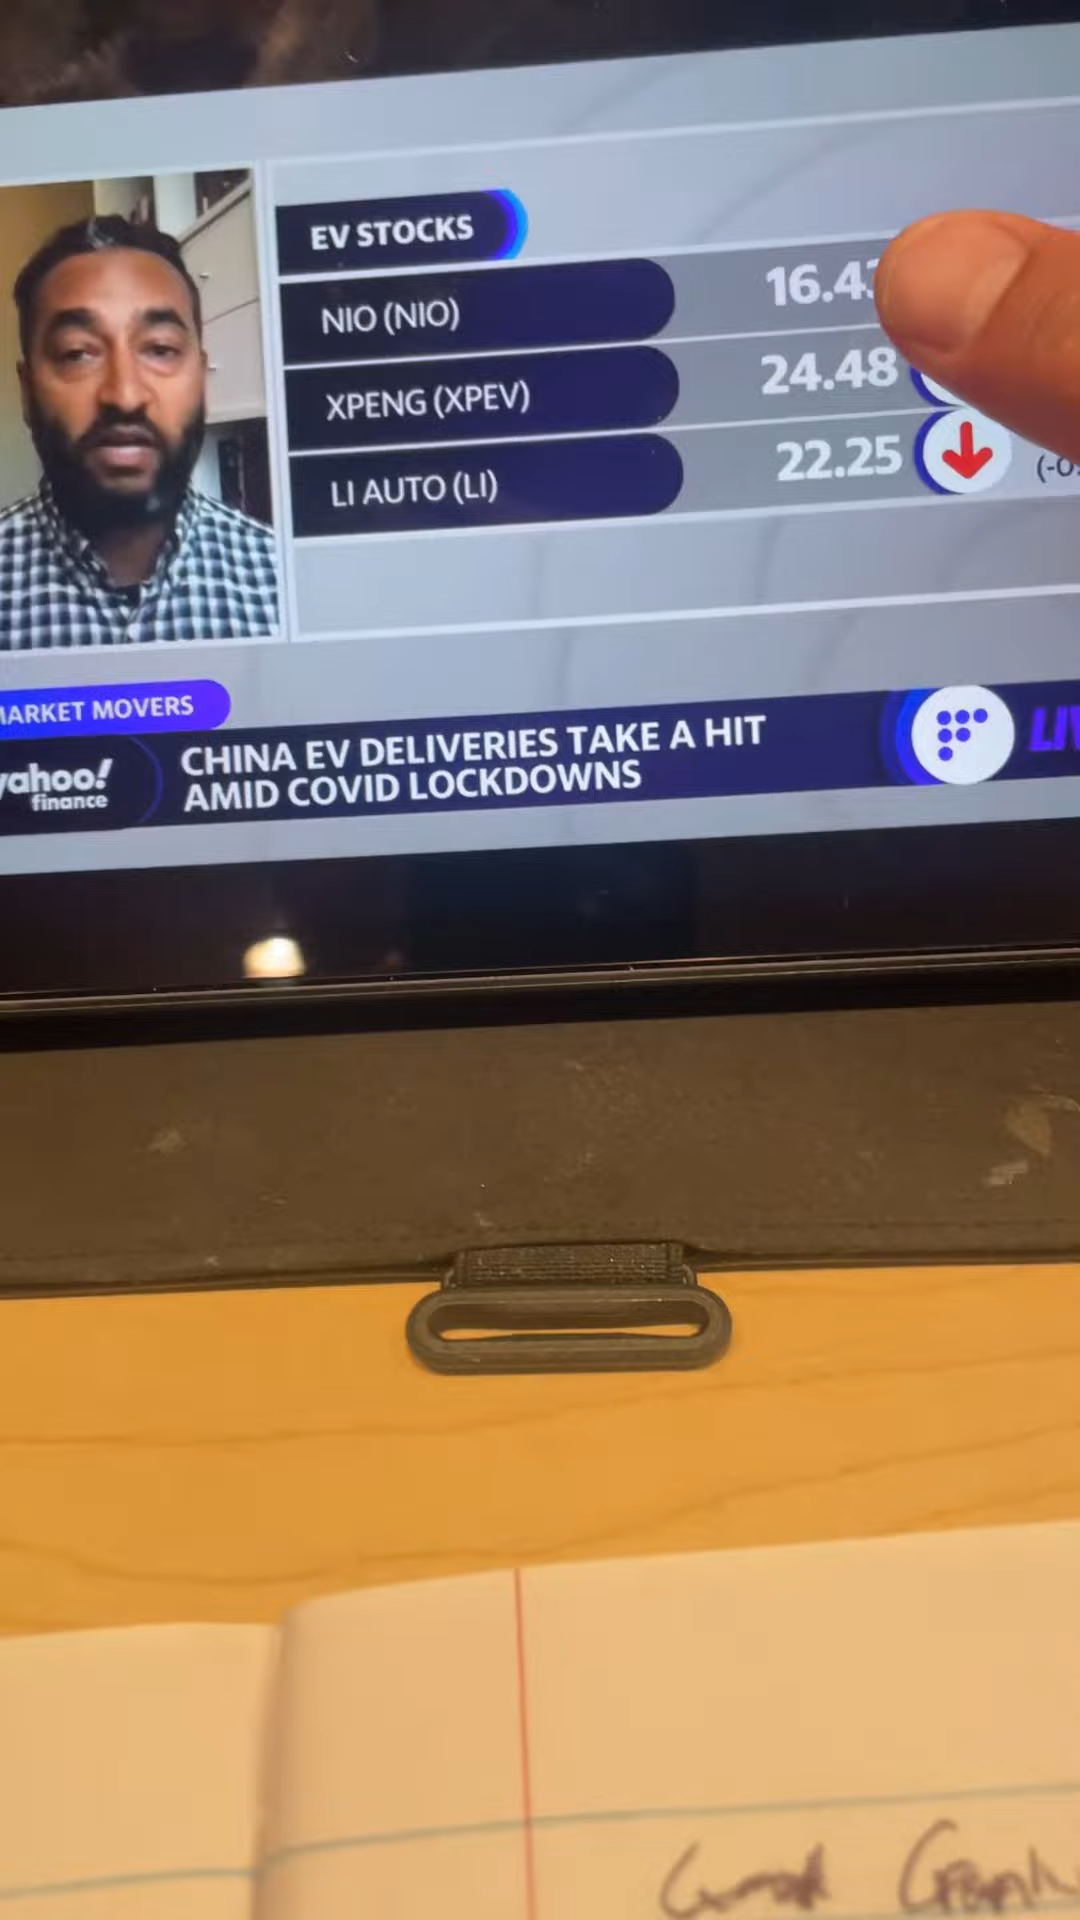 EV STOCKS
NIO (NIO)
XPENG (XPEV) 24.48
LI AUTO (LI) 22.25
MARKET MOVERS
yahoo!
finance
CHINA EV DELIVERIES TAKE A HIT
AMID COVID LOCKDOWNS